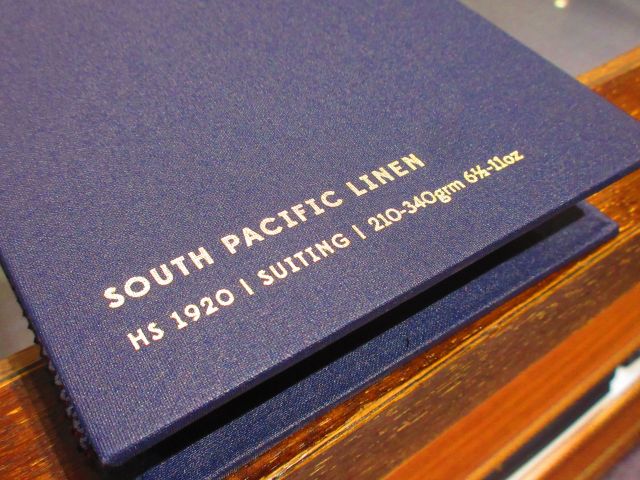 SOUTH PACIFIC LINEN
HS 1920 | SUITING | 210-340grm 6½-11oz